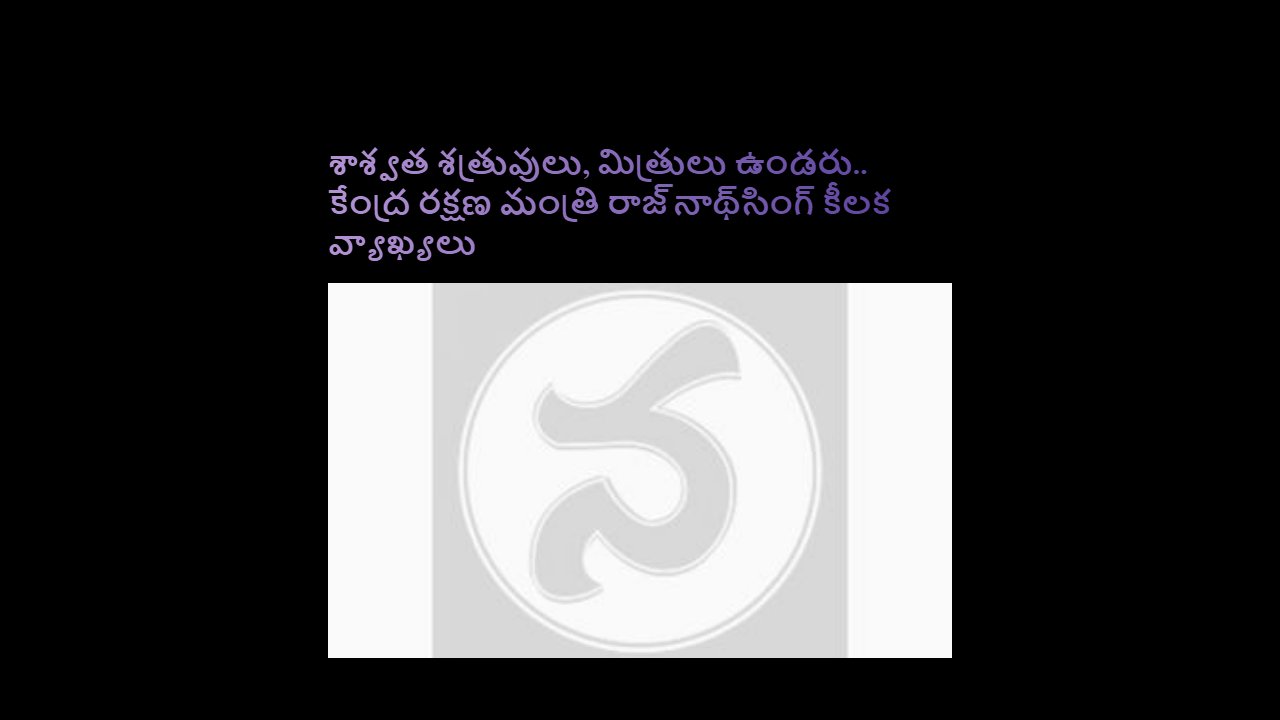 శాశ్వత శత్రువులు, మిత్రులు ఉండరు..
కేంద్ర రక్షణ మంత్రి రాజ్‌నాథ్‌సింగ్ కీలక
వ్యాఖ్యలు
న